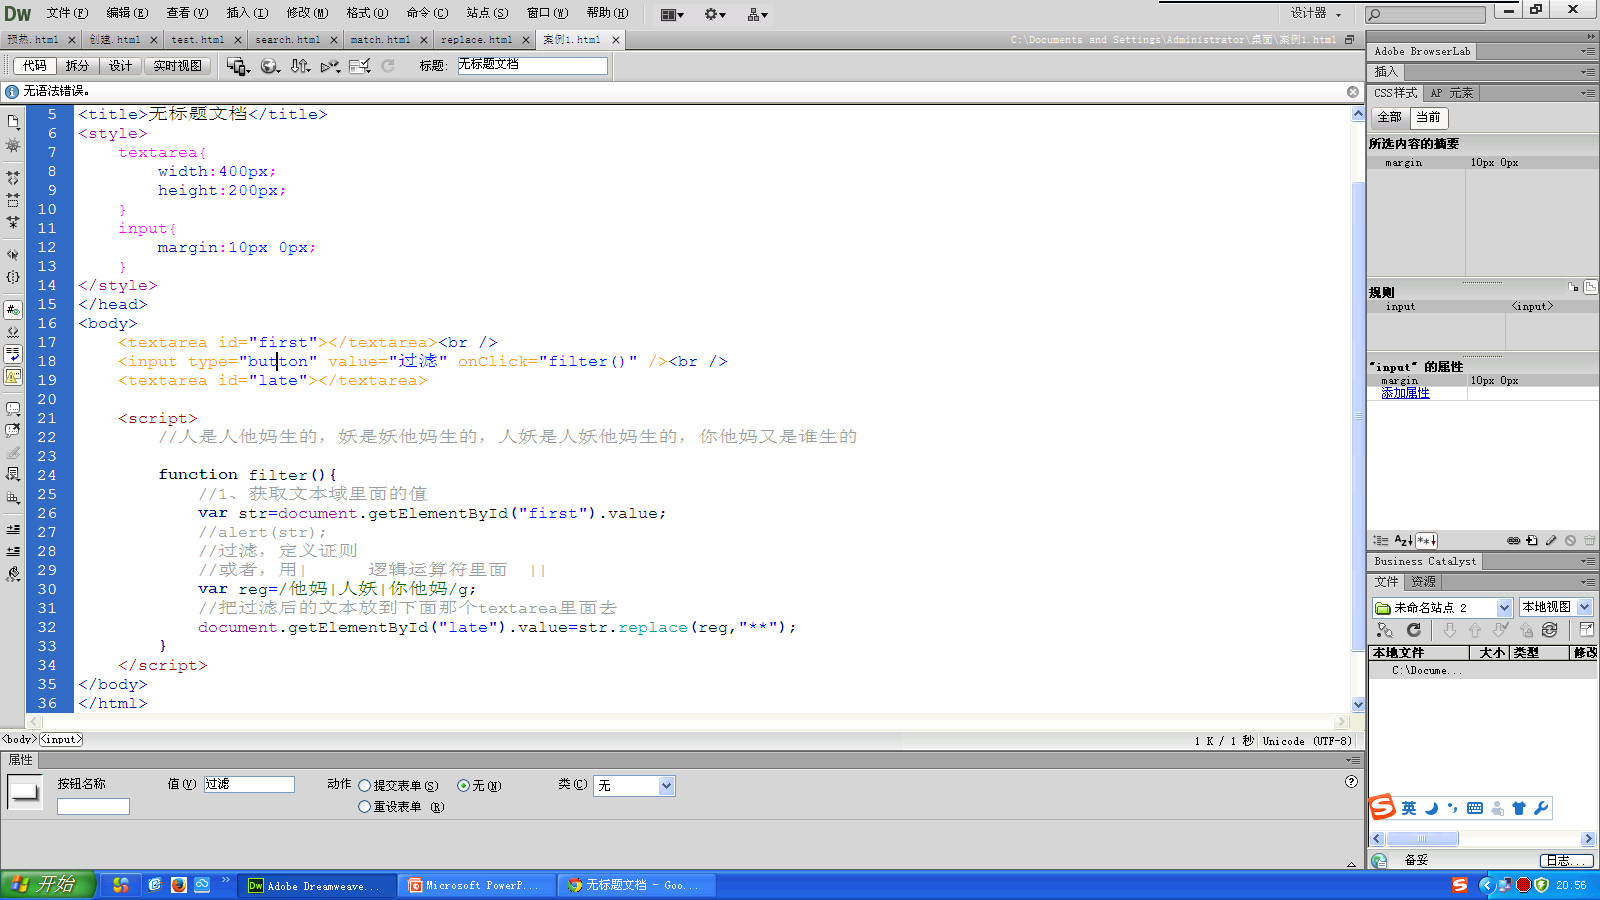 Dw 文件(F) 编辑(E) 查看(V) 插入(I) 修改(M) 格式(O) 命令(C) 站点(S) 窗口(W) 帮助(H) 设计器
预热.html 创建.html test.html search.html match.html replace.html 案例1.html C:\Documents and Settings\Administrator\桌面\案例1.html
代码 拆分 设计 实时视图 标题: 无标题文档
无语法错误。
5 <title>无标题文档</title>
6 <style>
7 textarea{
8 width:400px;
9 height:200px;
10 }
11 input{
12 margin:10px 0px;
13 }
14 </style>
15 </head>
16 <body>
17 <textarea id="first"></textarea><br />
18 <input type="button" value="过滤" onClick="filter()" /><br />
19 <textarea id="late"></textarea>
20
21 <script>
22 //人是人他妈生的，妖是妖他妈生的，人妖是人妖他妈生的，你他妈又是谁生的
23
24 function filter(){
25 //1、获取文本域里面的值
26 var str=document.getElementById("first").value;
27 //alert(str);
28 //过滤，定义证则
29 //或者，用| 逻辑运算符里面 ||
30 var reg=/他妈|人妖|你他妈/g;
31 //把过滤后的文本放到下面那个textarea里面去
32 document.getElementById("late").value=str.replace(reg,"**");
33 }
34 </script>
35 </body>
36 </html>
<body> <input> 1 K / 1 秒 Unicode (UTF-8)
属性
按钮名称 值(V) 过滤 动作 提交表单(S) 无(N) 类(C) 无
重设表单 (R)
Adobe BrowserLab
插入
CSS样式 AP 元素
全部 当前
所选内容的摘要
margin 10px 0px
规则
input <input>
"input" 的属性
margin 10px 0px
添加属性
Az↓ **↓
Business Catalyst
文件 资源
未命名站点 2 本地视图
本地文件 大小 类型 修改
C:\Docume...
英
备妥 日志...
开始 Dw Adobe Dreamweave... Microsoft PowerP... 无标题文档 - Goo... 20:56